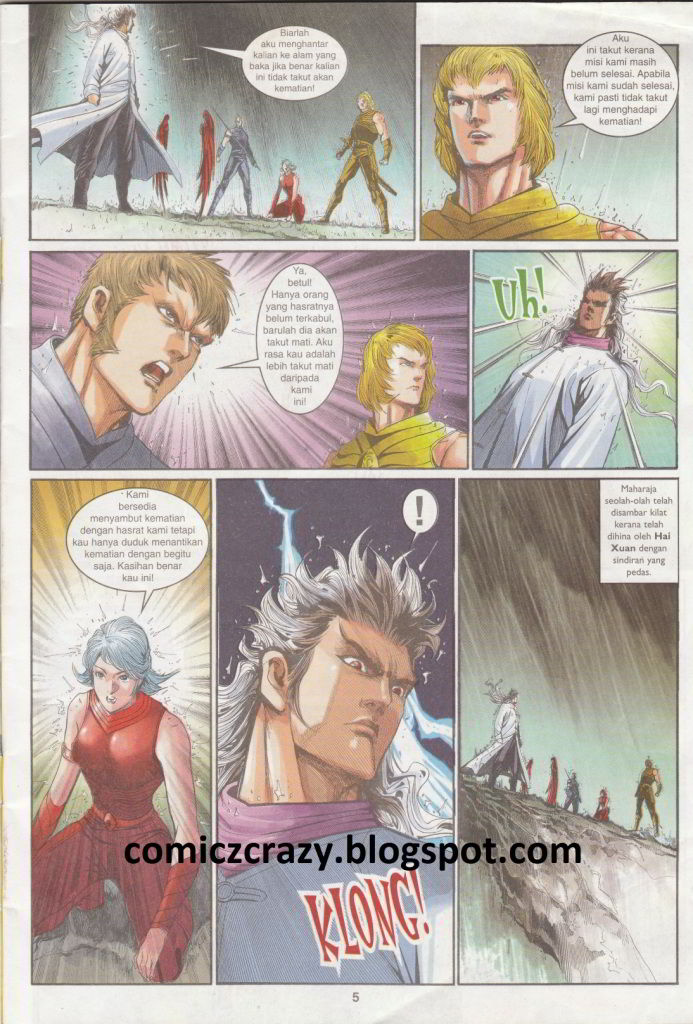 Biarlah
aku menghantar
kalian ke alam yang
baka jika benar kalian
ini tidak takut akan
kematian!
Aku
ini takut kerana
misi kami masih
belum selesai. Apabila
misi kami sudah selesai,
kami pasti tidak takut
lagi menghadapi
kematian!
Ya,
betul!
Hanya orang
yang hasratnya
belum terkabul,
barulah dia akan
takut mati. Aku
rasa kau adalah
lebih takut mati
daripada
kami
ini!
Uh!
Kami
bersedia
menyambut kematian
dengan hasrat kami tetapi
kau hanya duduk menantikan
kematian dengan begitu
saja. Kasihan benar
kau ini!
!
KLONG!
Maharaja
seolah-olah telah
disambar kilat
kerana telah
dihina oleh Hai
Xuan dengan
sindiran yang
pedas.
comiczcrazy.blogspot.com
5